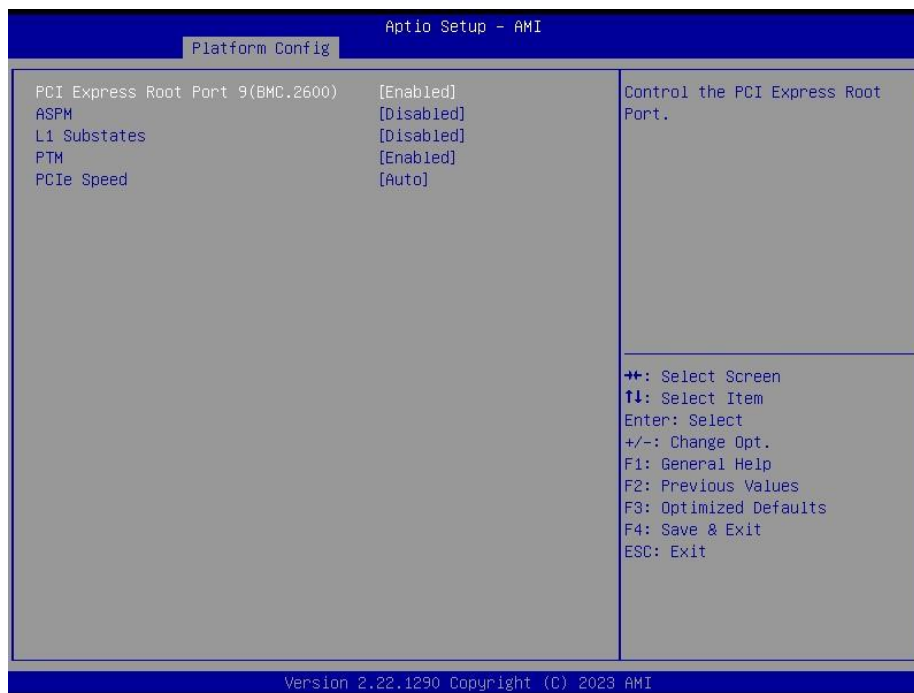 Aptio Setup - AMI
Platform Config
PCI Express Root Port 9(BMC.2600) [Enabled]
ASPM [Disabled]
L1 Substates [Disabled]
PTM [Enabled]
PCIe Speed [Auto]
Control the PCI Express Root
Port.
→←: Select Screen
↑↓: Select Item
Enter: Select
+/-: Change Opt.
F1: General Help
F2: Previous Values
F3: Optimized Defaults
F4: Save & Exit
ESC: Exit
Version 2.22.1290 Copyright (C) 2023 AMI